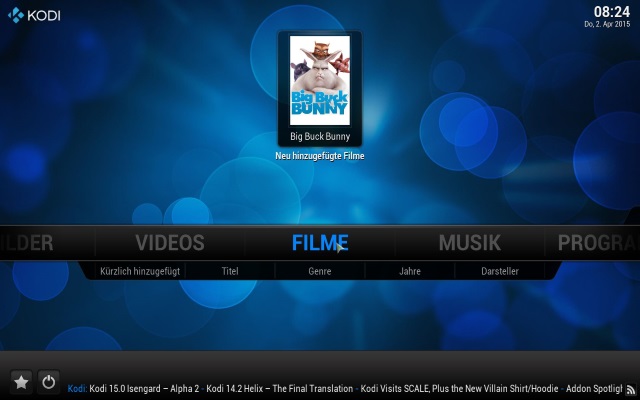 KODI
08:24
Do, 2. Apr 2015
Big Buck
BUNNY
Big Buck Bunny
Neu hinzugefügte Filme
LDER VIDEOS FILME MUSIK PROGRA
Kürzlich hinzugefügt Titel Genre Jahre Darsteller
Kodi: Kodi 15.0 Isengard – Alpha 2 - Kodi 14.2 Helix – The Final Translation - Kodi Visits SCALE, Plus the New Villain Shirt/Hoodie - Addon Spotligh